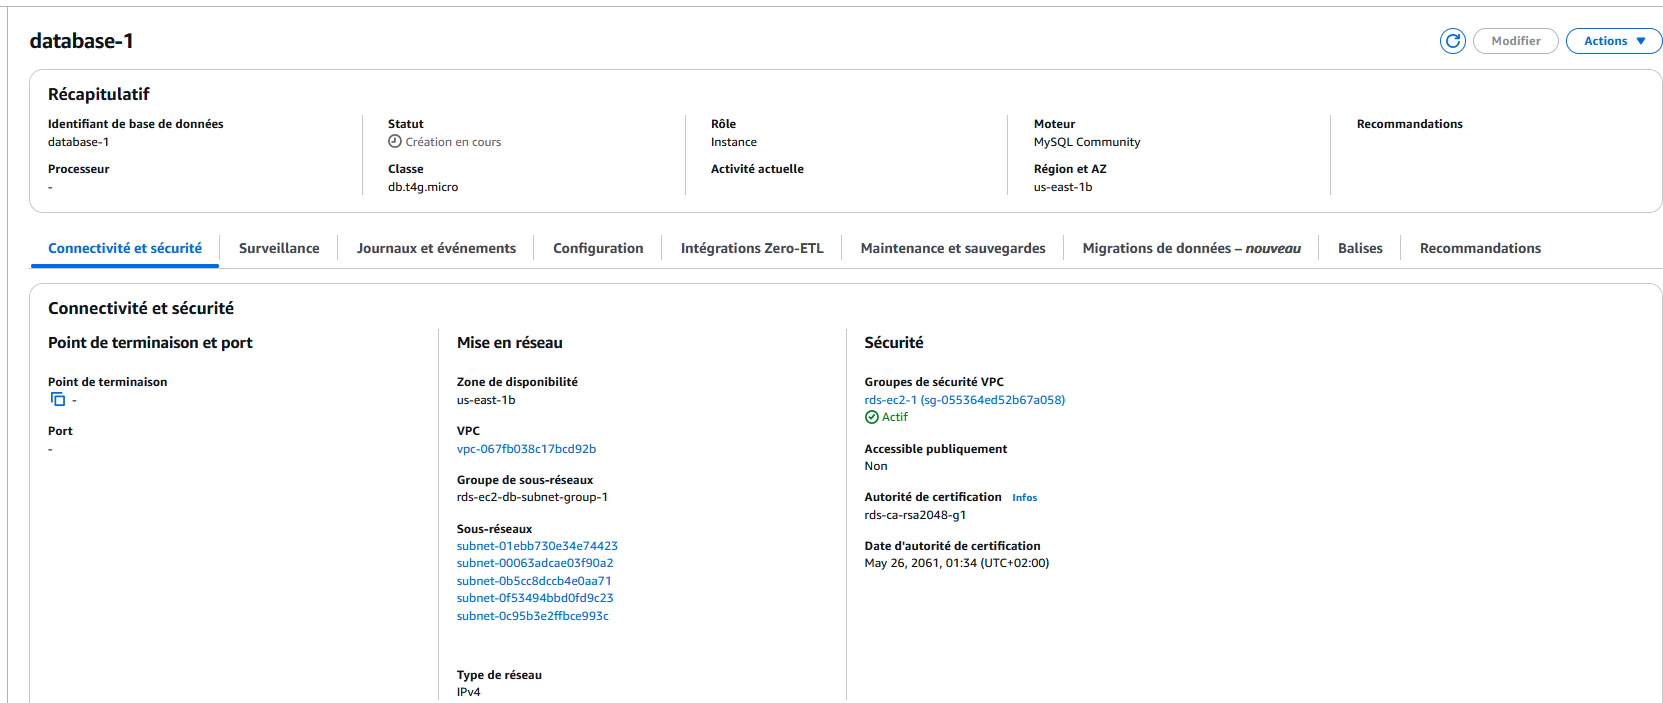 database-1
Modifier
Actions
Récapitulatif
Identifiant de base de données
database-1
Processeur
-
Statut
Création en cours
Classe
db.t4g.micro
Rôle
Instance
Activité actuelle
Moteur
MySQL Community
Région et AZ
us-east-1b
Recommandations
Connectivité et sécurité
Surveillance
Journaux et événements
Configuration
Intégrations Zero-ETL
Maintenance et sauvegardes
Migrations de données – nouveau
Balises
Recommandations
Connectivité et sécurité
Point de terminaison et port
Point de terminaison
-
Port
-
Mise en réseau
Zone de disponibilité
us-east-1b
VPC
vpc-067fb038c17bcd92b
Groupe de sous-réseaux
rds-ec2-db-subnet-group-1
Sous-réseaux
subnet-01ebb730e34e74423
subnet-00063adcae03f90a2
subnet-0b5cc8dccb4e0aa71
subnet-0f53494bbd0fd9c23
subnet-0c95b3e2ffbce993c
Type de réseau
IPv4
Sécurité
Groupes de sécurité VPC
rds-ec2-1 (sg-055364ed52b67a058)
Actif
Accessible publiquement
Non
Autorité de certification Infos
rds-ca-rsa2048-g1
Date d'autorité de certification
May 26, 2061, 01:34 (UTC+02:00)